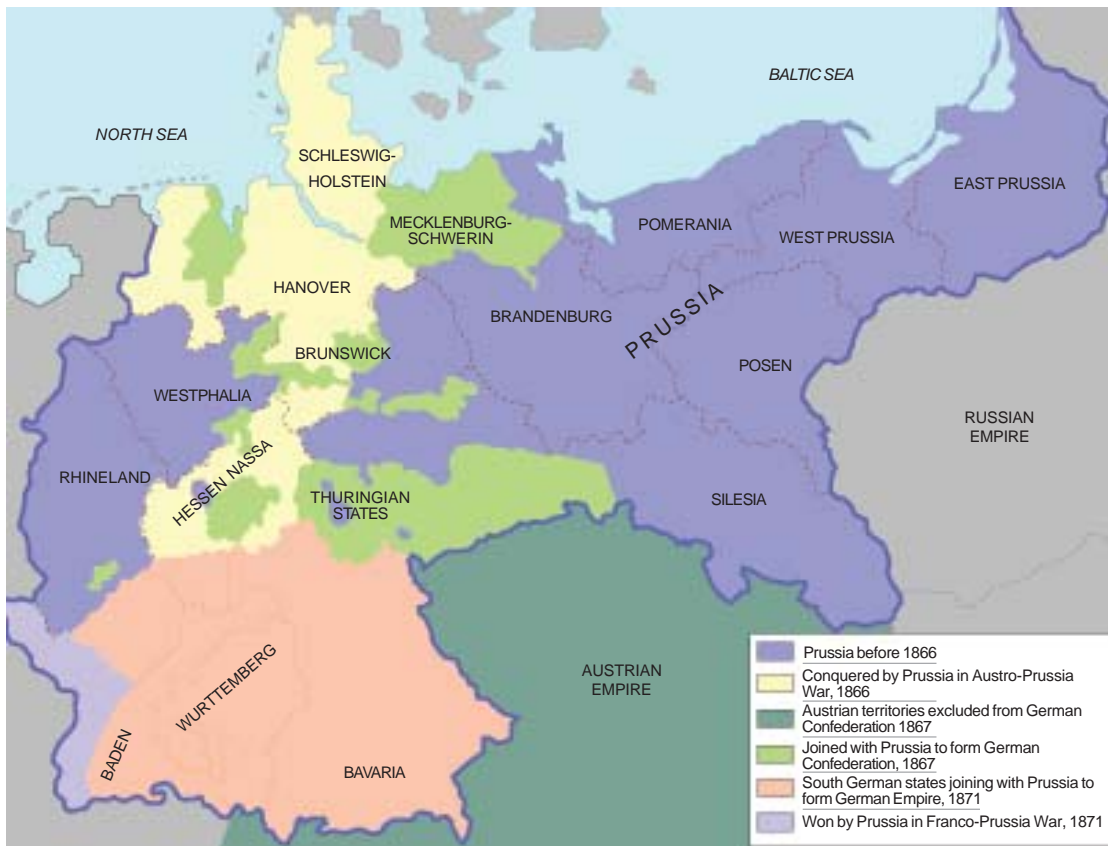 BALTIC SEA
NORTH SEA
SCHLESWIG-
HOLSTEIN
EAST PRUSSIA
MECKLENBURG-
SCHWERIN
POMERANIA
WEST PRUSSIA
HANOVER
BRANDENBURG
PRUSSIA
BRUNSWICK
POSEN
WESTPHALIA
RUSSIAN
EMPIRE
RHINELAND
HESSEN NASSA
THURINGIAN
STATES
SILESIA
AUSTRIAN
EMPIRE
WURTTEMBERG
BADEN
BAVARIA
Prussia before 1866
Conquered by Prussia in Austro-Prussia
War, 1866
Austrian territories excluded from German
Confederation 1867
Joined with Prussia to form German
Confederation, 1867
South German states joining with Prussia to
form German Empire, 1871
Won by Prussia in Franco-Prussia War, 1871